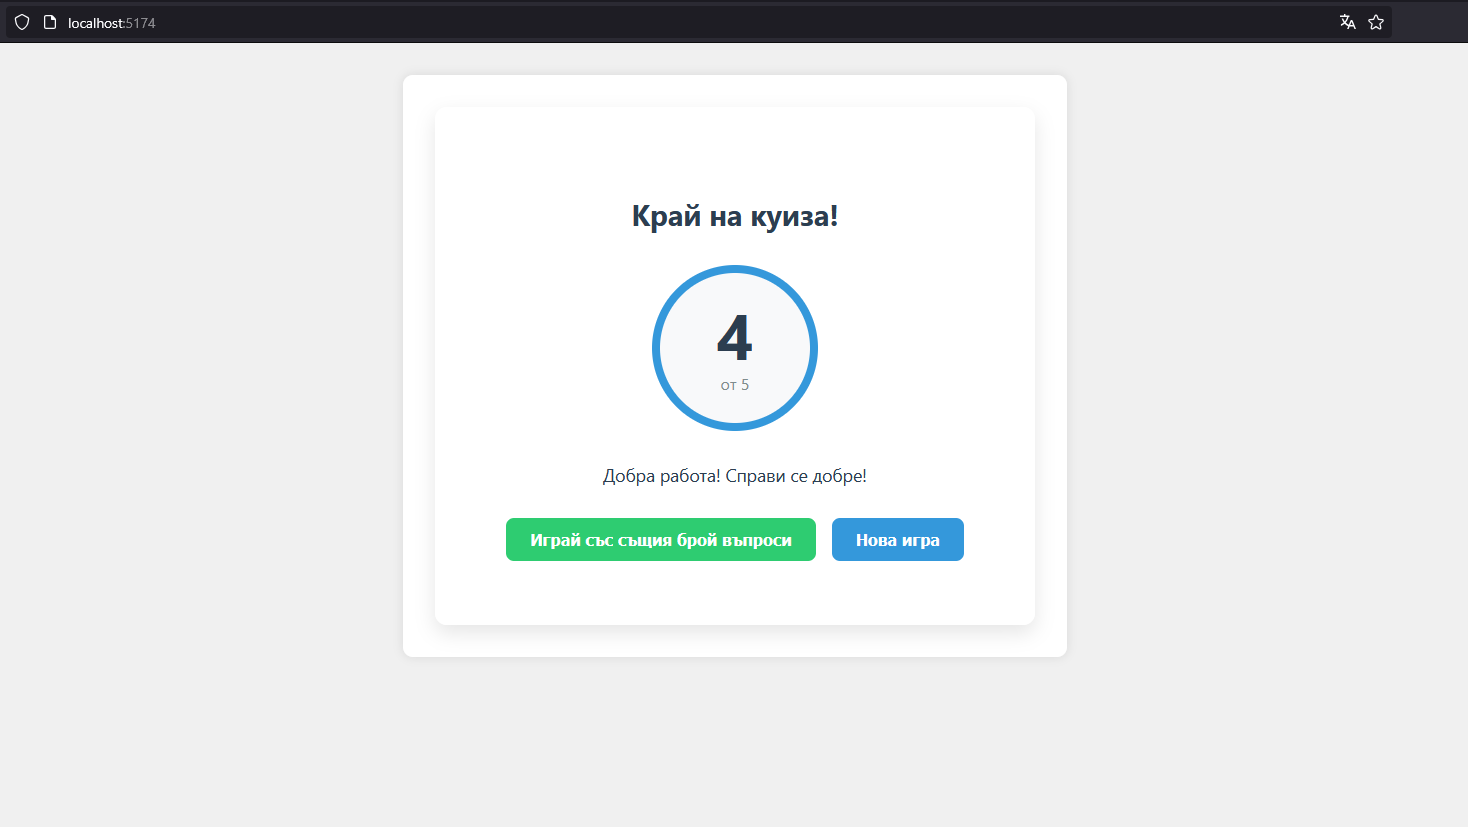 localhost:5174
Край на куиза!
4
от 5
Добра работа! Справи се добре!
Играй със същия брой въпроси
Нова игра